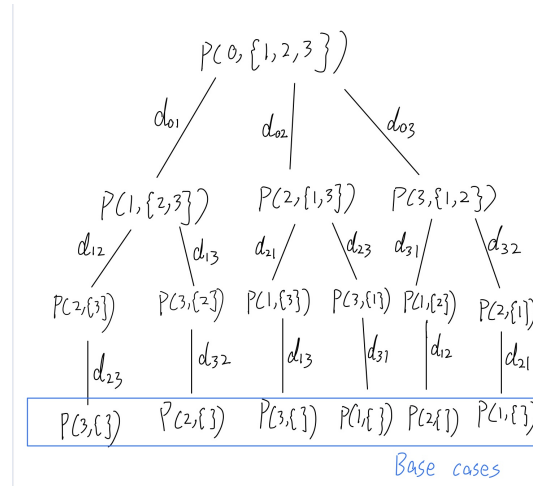 P(0,{1,2,3})
d₀₁ d₀₂ d₀₃
P(1,{2,3}) P(2,{1,3}) P(3,{1,2})
d₁₂ d₁₃ d₂₁ d₂₃ d₃₁ d₃₂
P(2,{3}) P(3,{2}) P(1,{3}) P(3,{1}) P(1,{2}) P(2,{1})
d₂₃ d₃₂ d₁₃ d₃₁ d₁₂ d₂₁
P(3,{}) P(2,{}) P(3,{}) P(1,{}) P(2{}) P(1,{})
Base cases